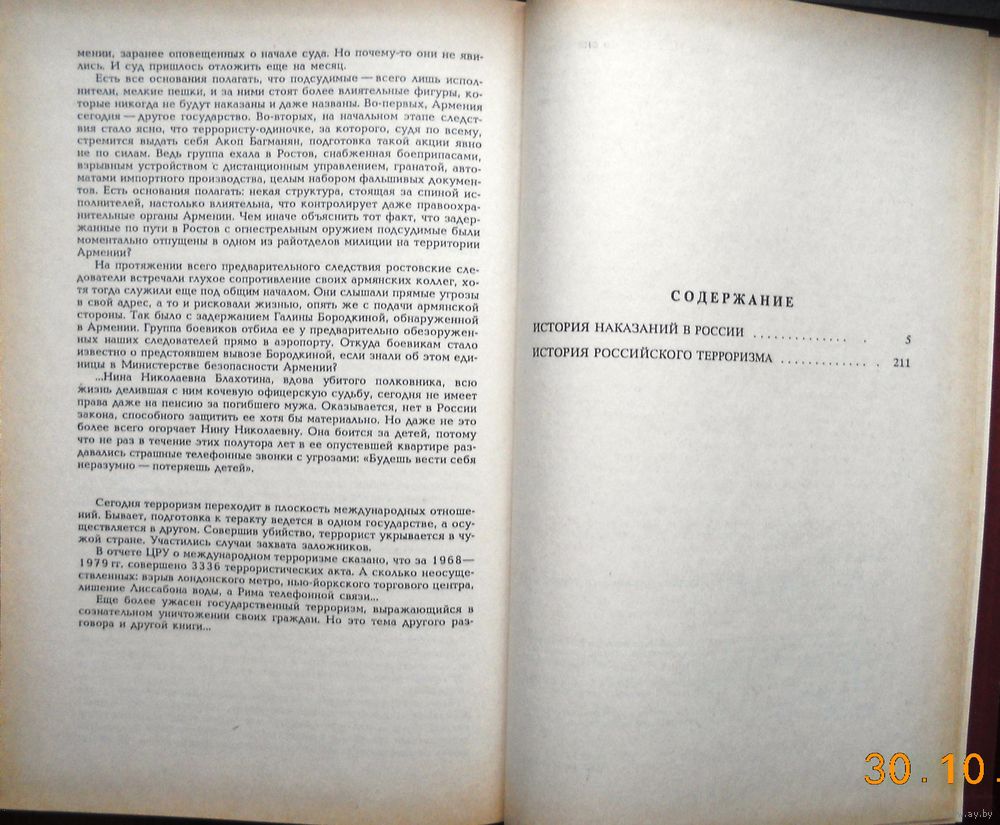 мении, заранее оповещенных о начале суда. Но почему-то они не яви-
лись. И суд пришлось отложить еще на месяц.
Есть все основания полагать, что подсудимые — всего лишь испол-
нители, мелкие пешки, и за ними стоят более влиятельные фигуры, ко-
торые никогда не будут наказаны и даже названы. Во-первых, Армения
сегодня — другое государство. Во-вторых, на начальном этапе следст-
вия стало ясно, что террористу-одиночке, за которого, судя по всему,
стремится выдать себя Акоп Багманян, подготовка такой акции явно
не по силам. Ведь группа ехала в Ростов, снабженная боеприпасами,
взрывным устройством с дистанционным управлением, гранатой, авто-
матами импортного производства, целым набором фальшивых докумен-
тов. Есть основания полагать: некая структура, стоящая за спиной ис-
полнителей, настолько влиятельна, что контролирует даже правоохра-
нительные органы Армении. Чем иначе объяснить тот факт, что задер-
жанные по пути в Ростов с огнестрельным оружием подсудимые были
моментально отпущены в одном из райотделов милиции на территории
Армении?
На протяжении всего предварительного следствия ростовские сле-
дователи встречали глухое сопротивление своих армянских коллег, хо-
тя тогда служили еще под общим началом. Они слышали прямые угрозы
в свой адрес, а то и рисковали жизнью, опять же с подачи армянской
стороны. Так было с задержанием Галины Бородкиной, обнаруженной
в Армении. Группа боевиков отбила ее у предварительно обезоружен-
ных наших следователей прямо в аэропорту. Откуда боевикам стало
известно о предстоявшем вывозе Бородкиной, если знали об этом еди-
ницы в Министерстве безопасности Армении?
...Нина Николаевна Блахотина, вдова убитого полковника, всю
жизнь делившая с ним кочевую офицерскую судьбу, сегодня не имеет
права даже на пенсию за погибшего мужа. Оказывается, нет в России
закона, способного защитить ее хотя бы материально. Но даже не это
более всего огорчает Нину Николаевну. Она боится за детей, потому
что не раз в течение этих полутора лет в ее опустевшей квартире раз-
давались страшные телефонные звонки с угрозами: «Будешь вести себя
неразумно — потеряешь детей».
Сегодня терроризм переходит в плоскость международных отноше-
ний. Бывает, подготовка к теракту ведется в одном государстве, а осу-
ществляется в другом. Совершив убийство, террорист укрывается в чу-
жой стране. Участились случаи захвата заложников.
В отчете ЦРУ о международном терроризме сказано, что за 1968—
1979 гг. совершено 3336 террористических акта. А сколько неосуще-
ствленных: взрыв лондонского метро, нью-йоркского торгового центра,
лишение Лиссабона воды, а Рима телефонной связи...
Еще более ужасен государственный терроризм, выражающийся в
сознательном уничтожении своих граждан. Но это тема другого раз-
говора и другой книги...
СОДЕРЖАНИЕ
ИСТОРИЯ НАКАЗАНИЙ В РОССИИ . . . . . . . . . . . . . . . 5
ИСТОРИЯ РОССИЙСКОГО ТЕРРОРИЗМА . . . . . . . . . . . . . 211
30.10.
ay.by